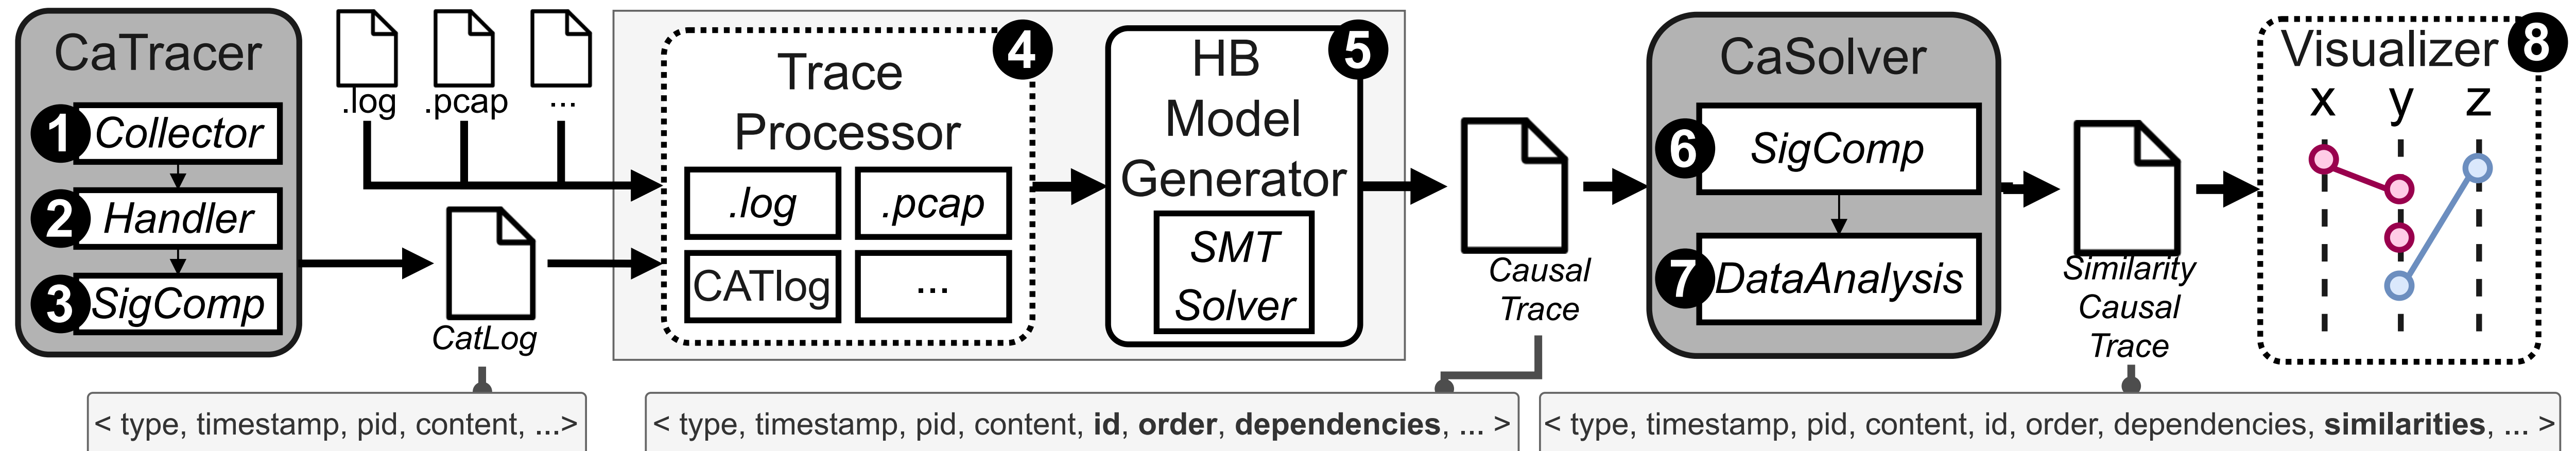 CaTracer
1 Collector
2 Handler
3 SigComp
.log
.pcap
...
CatLog
< type, timestamp, pid, content, ...>
4
Trace
Processor
.log
.pcap
CATlog
...
5
HB
Model
Generator
SMT
Solver
Causal
Trace
< type, timestamp, pid, content, id, order, dependencies, ... >
CaSolver
6 SigComp
7 DataAnalysis
Similarity
Causal
Trace
< type, timestamp, pid, content, id, order, dependencies, similarities, ... >
Visualizer 8
x y z